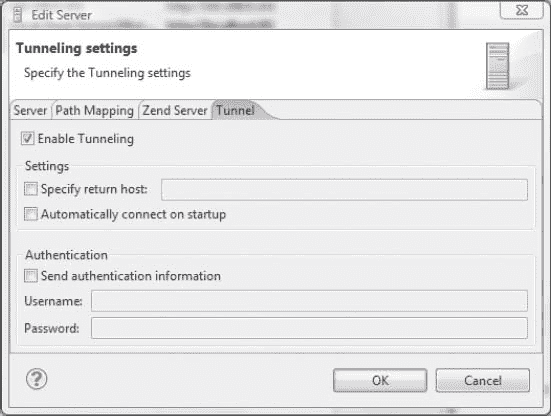 Edit Server
Tunneling settings
Specify the Tunneling settings
Server Path Mapping Zend Server Tunnel
Enable Tunneling
Settings
Specify return host:
Automatically connect on startup
Authentication
Send authentication information
Username:
Password:
? OK Cancel